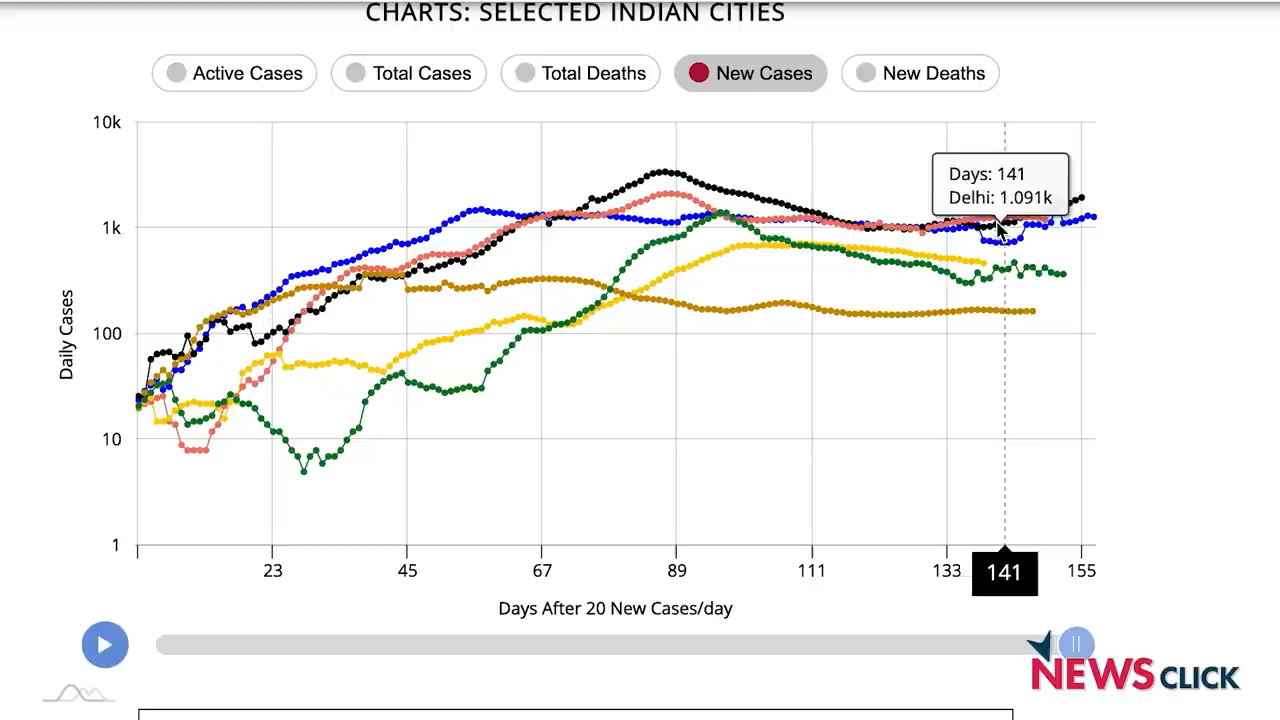 CHARTS: SELECTED INDIAN CITIES
Active Cases
Total Cases
Total Deaths
New Cases
New Deaths
10k
1k
100
10
1
Daily Cases
Days: 141
Delhi: 1.091k
23
45
67
89
111
133
141
155
Days After 20 New Cases/day
NEWSCLICK